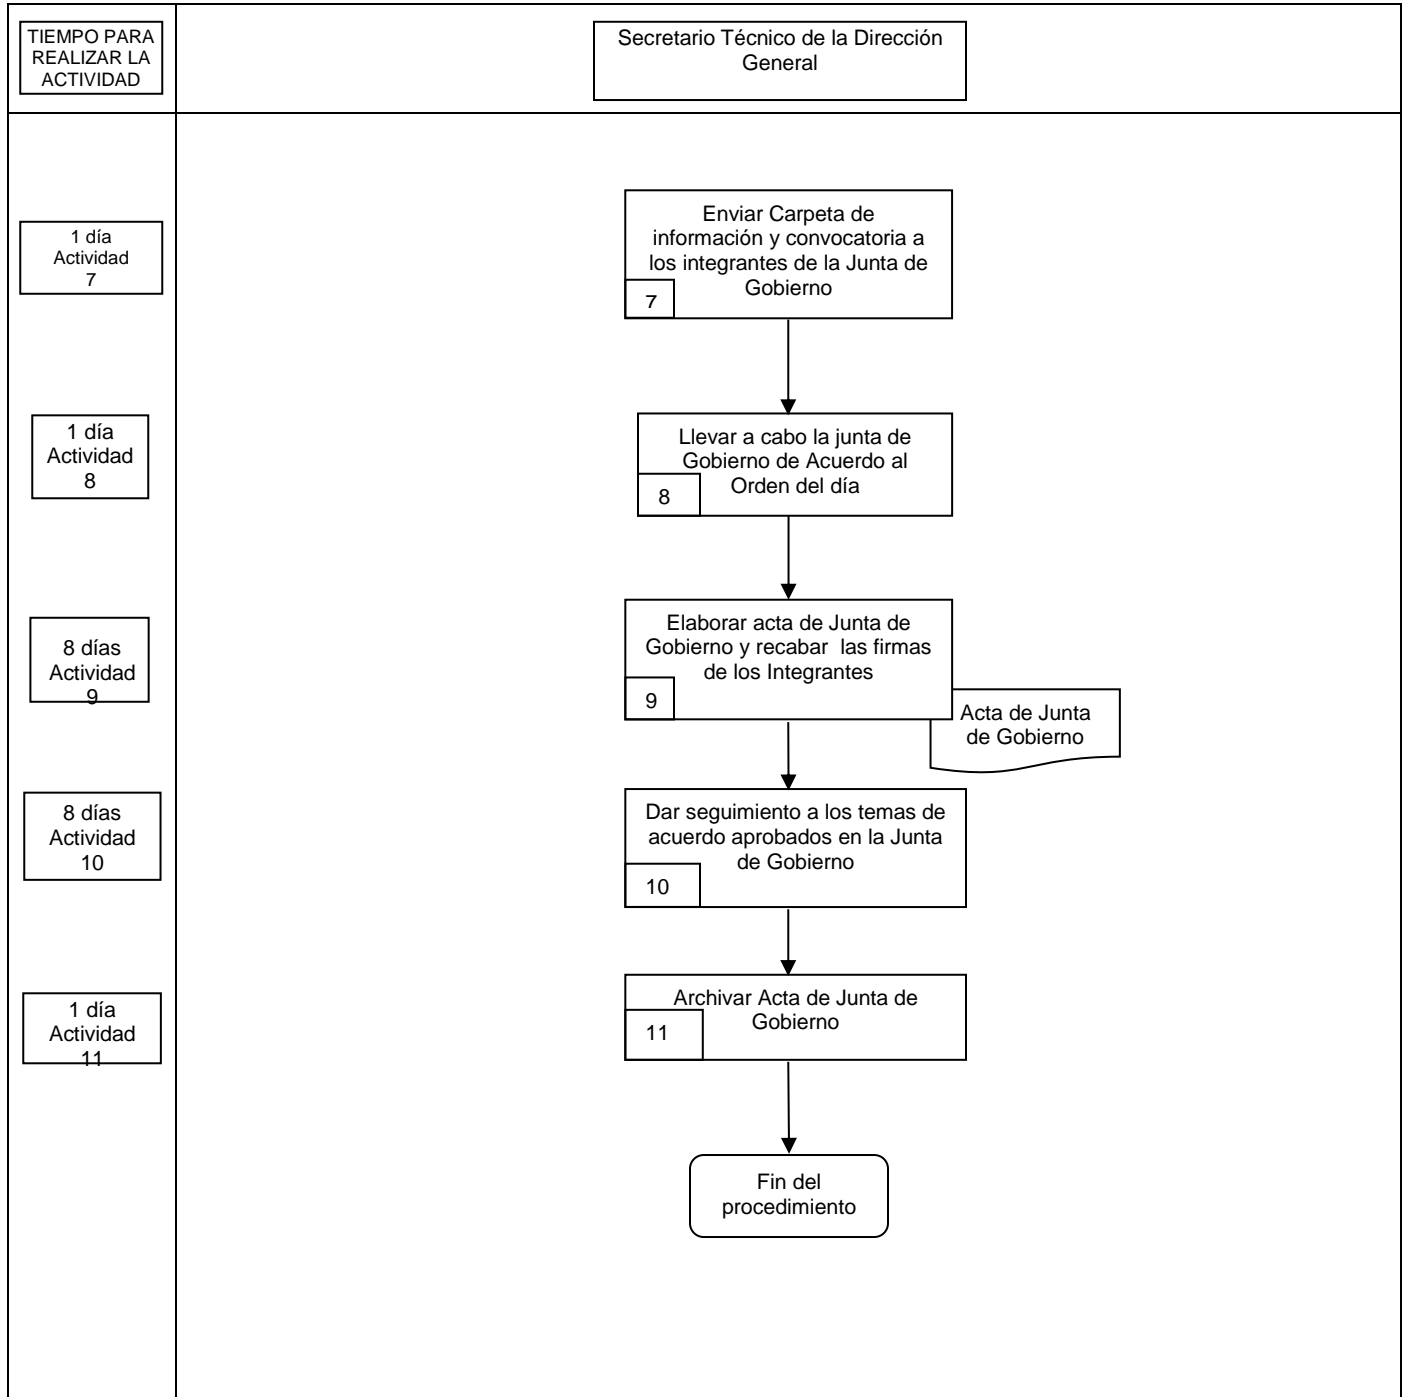 TIEMPO PARA
REALIZAR LA
ACTIVIDAD
Secretario Técnico de la Dirección
General
1 día
Actividad
7
Enviar Carpeta de
información y convocatoria a
los integrantes de la Junta de
Gobierno
7
1 día
Actividad
8
Llevar a cabo la junta de
Gobierno de Acuerdo al
Orden del día
8
8 días
Actividad
9
Elaborar acta de Junta de
Gobierno y recabar las firmas
de los Integrantes
9
Acta de Junta
de Gobierno
8 días
Actividad
10
Dar seguimiento a los temas de
acuerdo aprobados en la Junta
de Gobierno
10
1 día
Actividad
11
Archivar Acta de Junta de
Gobierno
11
Fin del
procedimiento